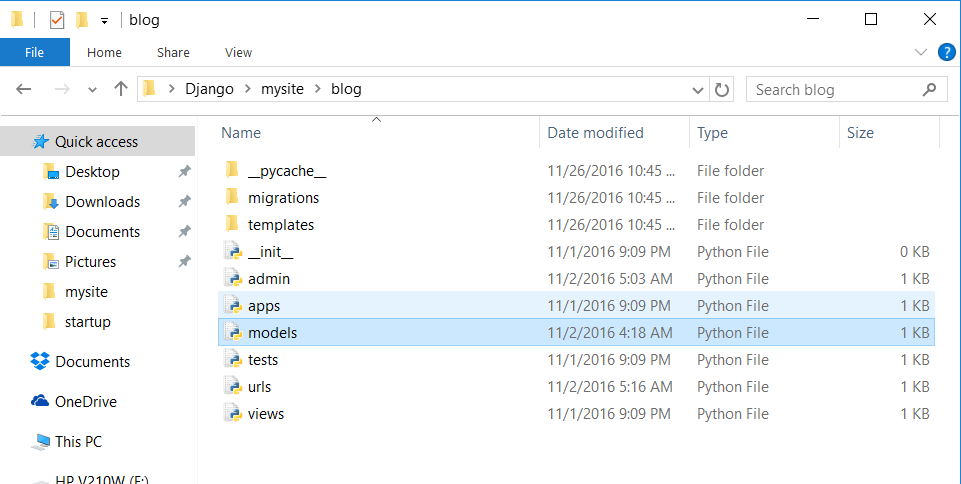 blog
File Home Share View ?
Django mysite blog Search blog
Name Date modified Type Size
Quick access
Desktop
Downloads
Documents
Pictures
mysite
startup
Documents
OneDrive
This PC
HP V210W (F:)
__pycache__ 11/26/2016 10:45 ... File folder
migrations 11/26/2016 10:45 ... File folder
templates 11/26/2016 10:45 ... File folder
__init__ 11/1/2016 9:09 PM Python File 0 KB
admin 11/2/2016 5:03 AM Python File 1 KB
apps 11/1/2016 9:09 PM Python File 1 KB
models 11/2/2016 4:18 AM Python File 1 KB
tests 11/1/2016 9:09 PM Python File 1 KB
urls 11/2/2016 5:16 AM Python File 1 KB
views 11/1/2016 9:09 PM Python File 1 KB